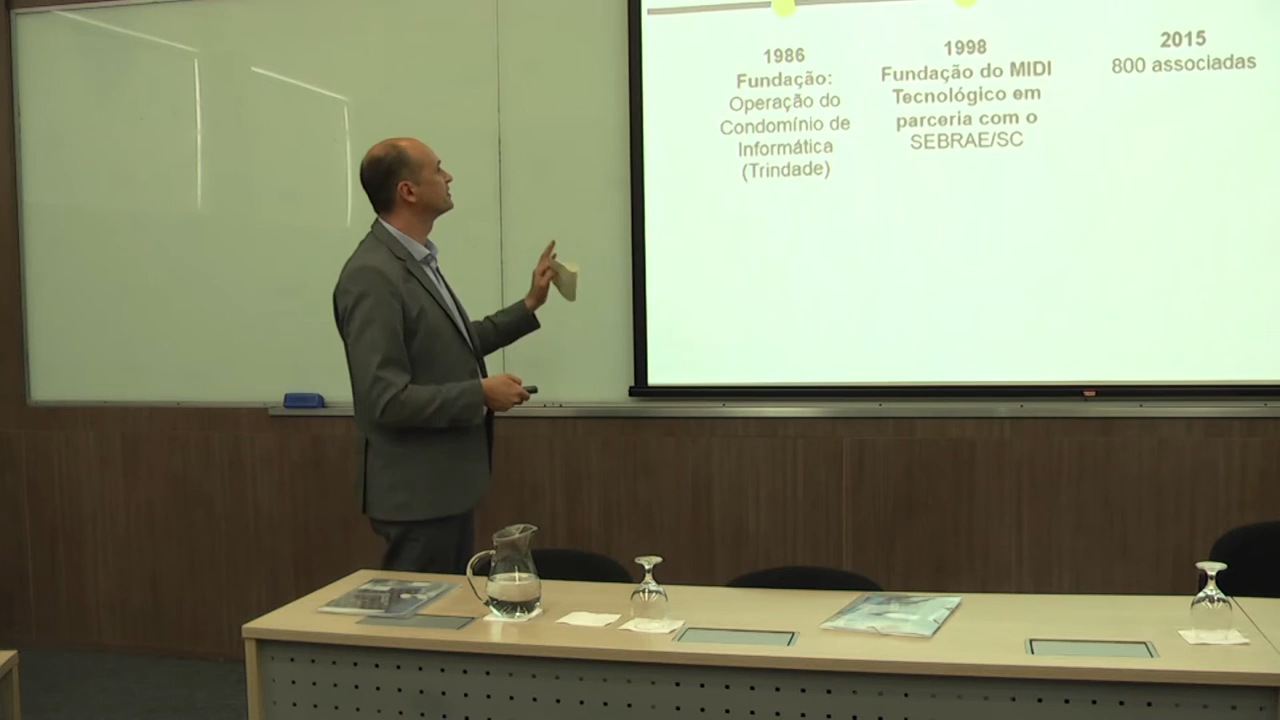 1986
Fundação:
Operação do
Condomínio de
Informática
(Trindade)
1998
Fundação do MIDI
Tecnológico em
parceria com o
SEBRAE/SC
2015
800 associadas